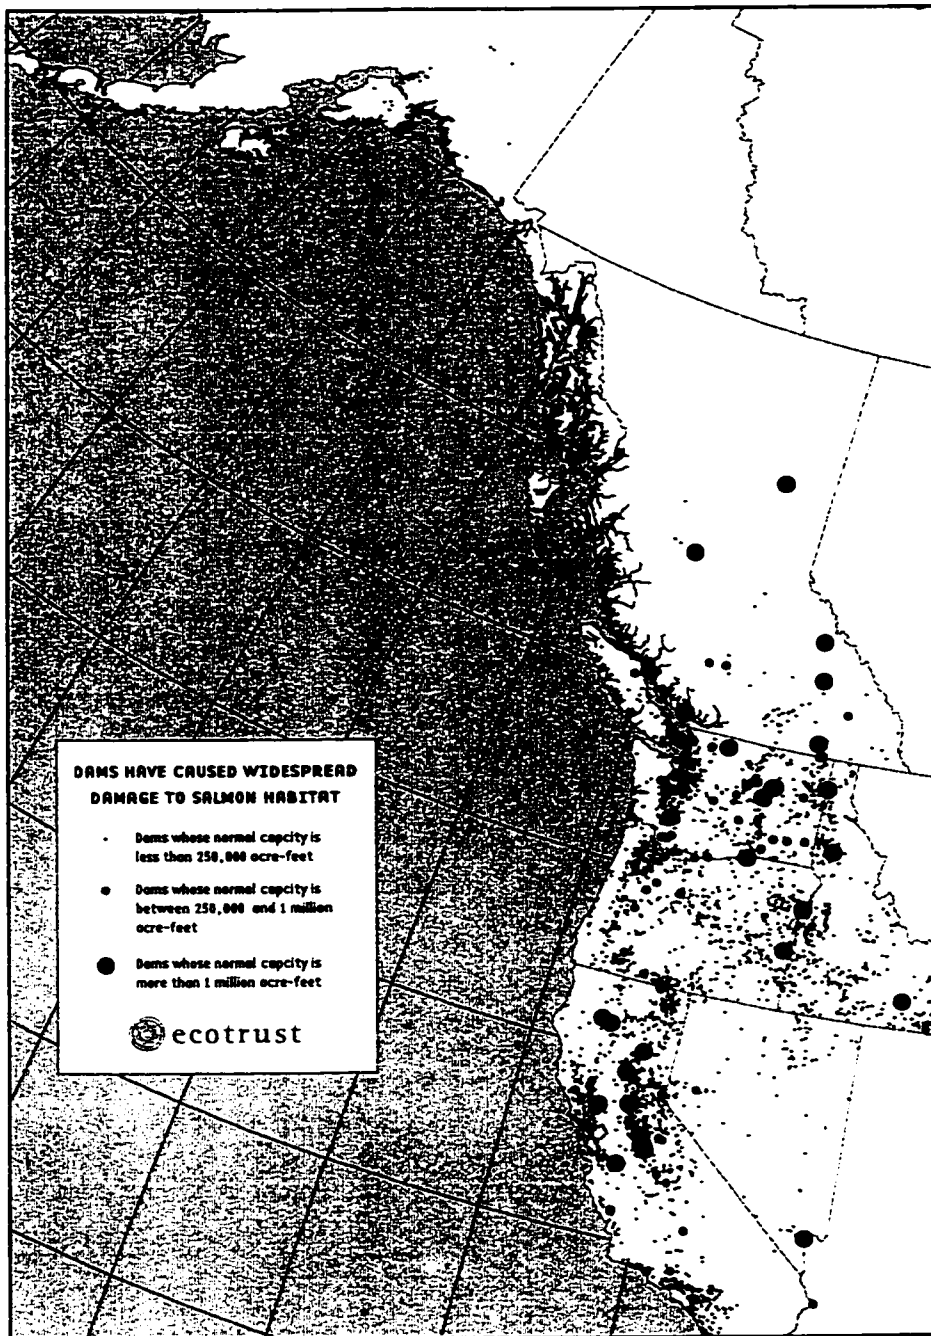 DAMS HAVE CAUSED WIDESPREAD
DAMAGE TO SALMON HABITAT
Dams whose normal capcity is
less than 250,000 acre-feet
Dams whose normal capcity is
between 250,000 and 1 million
acre-feet
Dams whose normal capcity is
more than 1 million acre-feet
ecotrust